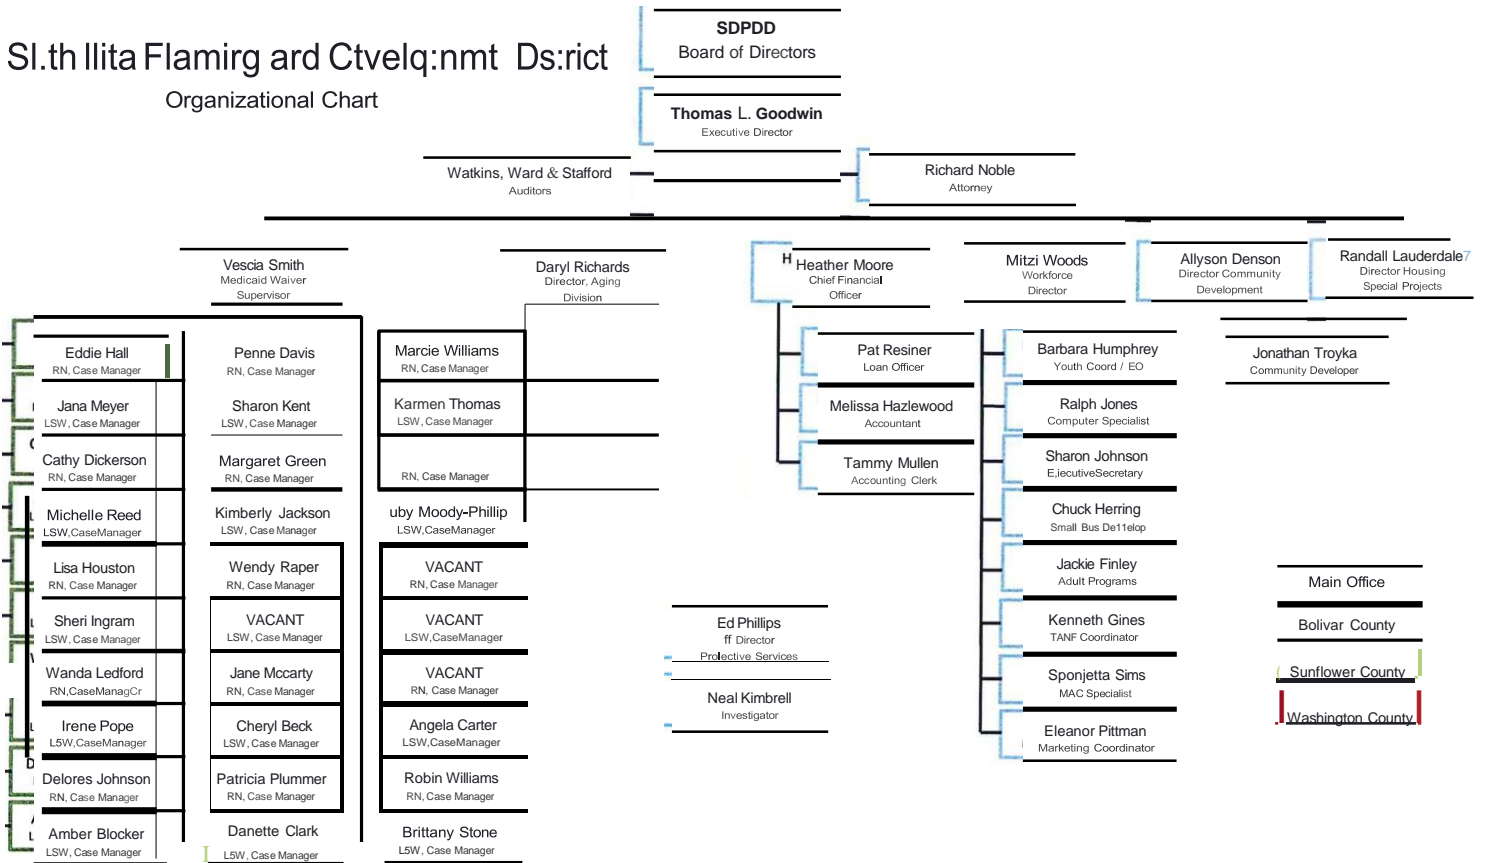 SDPDD
Board of Directors
Sl.th llita Flamirg ard Ctvelq:nmt Ds:rict
Organizational Chart
Thomas L. Goodwin
Executive Director
Watkins, Ward & Stafford
Auditors
Richard Noble
Attorney
Vescia Smith
Medicaid Waiver
Supervisor
Daryl Richards
Director, Aging
Division
H
Heather Moore
Chief Financial
Officer
Mitzi Woods
Workforce
Director
Allyson Denson
Director Community
Development
Randall Lauderdale7
Director Housing
Special Projects
Eddie Hall
RN, Case Manager
Jana Meyer
LSW, Case Manager
Cathy Dickerson
RN, Case Manager
Michelle Reed
LSW,CaseManager
Lisa Houston
RN, Case Manager
Sheri Ingram
LSW, Case Manager
Wanda Ledford
RN,CaseManagCr
Irene Pope
L5W,CaseManager
Delores Johnson
RN, Case Manager
Amber Blocker
LSW, Case Manager
Penne Davis
RN, Case Manager
Sharon Kent
LSW, Case Manager
Margaret Green
RN, Case Manager
Kimberly Jackson
LSW, Case Manager
Wendy Raper
RN, Case Manager
VACANT
LSW, Case Manager
Jane Mccarty
RN, Case Manager
Cheryl Beck
LSW, Case Manager
Patricia Plummer
RN, Case Manager
Danette Clark
L5W, Case Manager
Marcie Williams
RN, Case Manager
Karmen Thomas
LSW, Case Manager
RN, Case Manager
uby Moody-Phillip
LSW,CaseManager
VACANT
RN, Case Manager
VACANT
LSW,CaseManager
VACANT
RN, Case Manager
Angela Carter
LSW,CaseManager
Robin Williams
RN, Case Manager
Brittany Stone
L5W, Case Manager
Ed Phillips
ff Director
Prolective Services
Neal Kimbrell
Investigator
Pat Resiner
Loan Officer
Melissa Hazlewood
Accountant
Tammy Mullen
Accounting Clerk
Barbara Humphrey
Youth Coord / EO
Ralph Jones
Computer Specialist
Sharon Johnson
E,iecutiveSecretary
Chuck Herring
Small Bus De11elop
Jackie Finley
Adult Programs
Kenneth Gines
TANF Coordinator
Sponjetta Sims
MAC Specialist
Eleanor Pittman
Marketing Coordinator
Jonathan Troyka
Community Developer
Main Office
Bolivar County
Sunflower County
Washington County